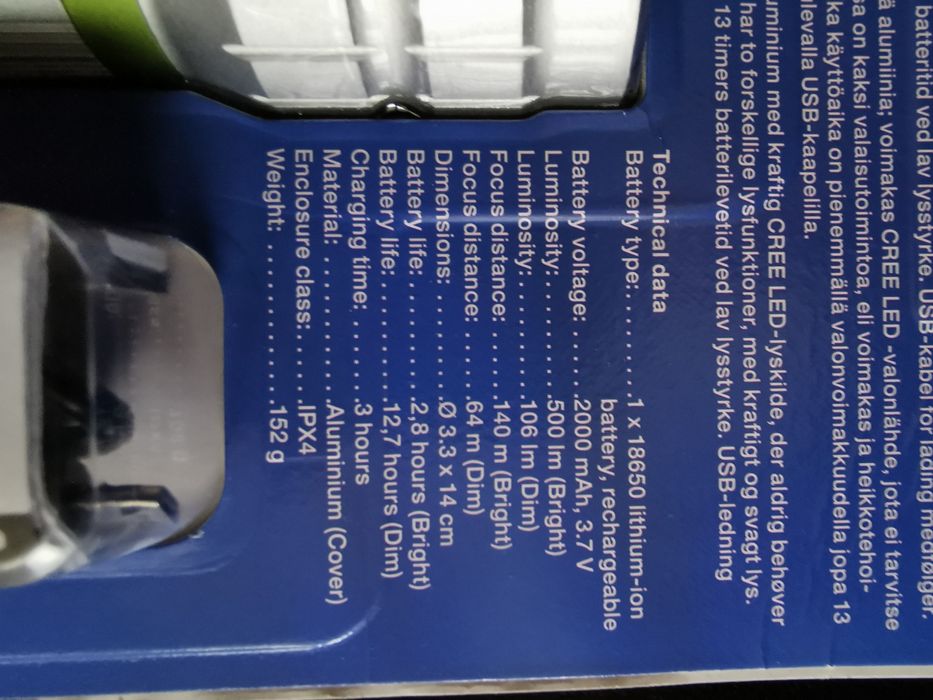 batteritid ved lav lysstyrke. USB-kabel for lading medfølger.
aluminia; voimakas CREE LED -valonlähde, jota ei tarvitse
on kaksi valaisutoimintoa, eli voimakas ja heikkotehoi-
käyttöaika on pienemmällä valonvoimakkuudella jopa 13
USB-kaapelilla.
med kraftig CREE LED-lyskilde, der aldrig behøver
har to forskellige lysfunktioner, med kraftigt og svagt lys.
13 timers batterilevetid ved lav lysstyrke. USB-ledning
Technical data
Battery type:......1 x 18650 lithium-ion
battery, rechargeable
Battery voltage: .......2000 mAh, 3.7 V
Luminosity: ..........500 lm (Bright)
Luminosity: ..........106 lm (Dim)
Focus distance: ......140 m (Bright)
Focus distance: ......64 m (Dim)
Dimensions: .........Ø 3.3 x 14 cm
Battery life: ..........2,8 hours (Bright)
Battery life: ..........12,7 hours (Dim)
Charging time: .......3 hours
Material: ............Aluminium (Cover)
Enclosure class: .....IPX4
Weight: .............152 g